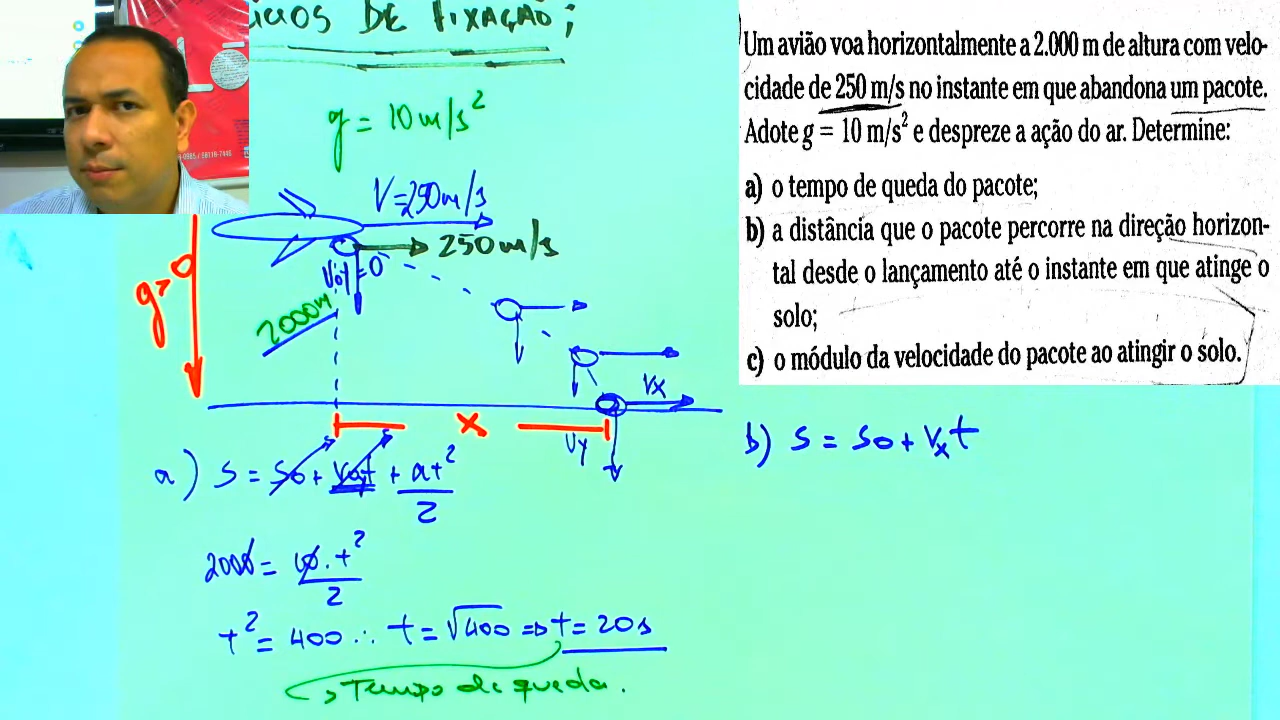 DE FIXAÇÃO;
g = 10 m/s²
V = 250 m/s
250 m/s
Voy = 0
g > 0
2000m
Vx
x
Vy
a) S = So + Voyt + at²/2
2000 = 10.t²/2
t² = 400 ∴ t = √400 ⇒ t = 20s
Tempo de queda.
Um avião voa horizontalmente a 2.000 m de altura com velo-
cidade de 250 m/s no instante em que abandona um pacote.
Adote g = 10 m/s² e despreze a ação do ar. Determine:
a) o tempo de queda do pacote;
b) a distância que o pacote percorre na direção horizon-
tal desde o lançamento até o instante em que atinge o
solo;
c) o módulo da velocidade do pacote ao atingir o solo.
b) S = So + Vxt